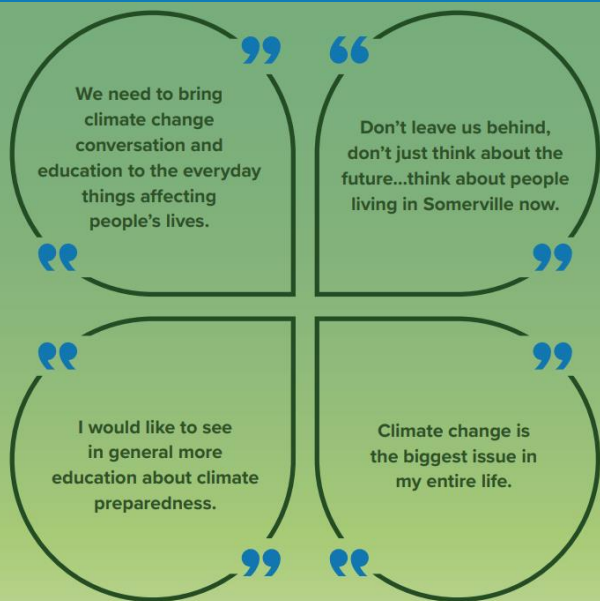 We need to bring
climate change
conversation and
education to the everyday
things affecting
people's lives.
Don't leave us behind,
don't just think about the
future...think about people
living in Somerville now.
I would like to see
in general more
education about climate
preparedness.
Climate change is
the biggest issue in
my entire life.